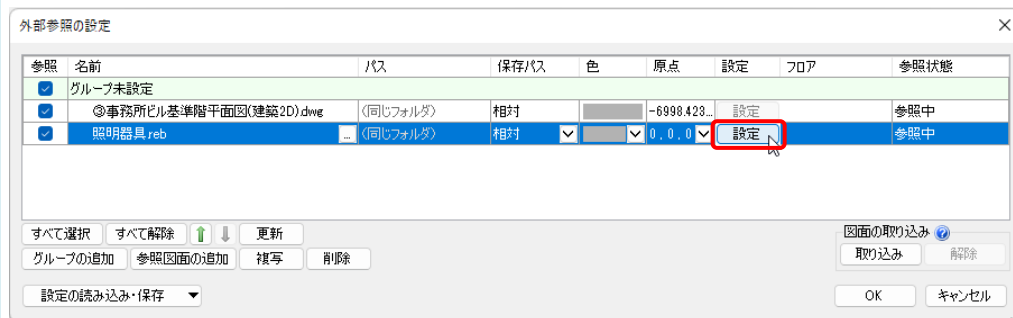 外部参照の設定
参照 名前 パス 保存パス 色 原点 設定 フロア 参照状態
グループ未設定
③事務所ビル基準階平面図(建築2D).dwg (同じフォルダ) 相対 -6998.423... 設定 参照中
照明器具.reb ... (同じフォルダ) 相対 0, 0, 0 設定 参照中
すべて選択 すべて解除 更新 図面の取り込み
グループの追加 参照図面の追加 複写 削除 取り込み 解除
設定の読み込み・保存 OK キャンセル